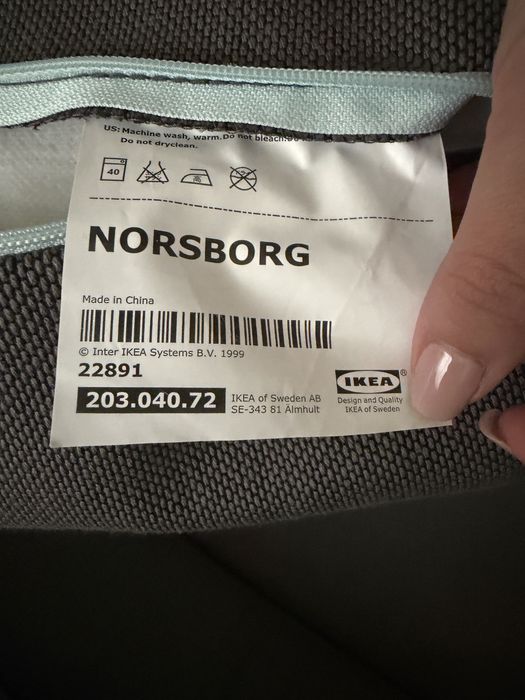 US: Machine wash, warm. Do not bleach.
Do not dryclean.
40
NORSBORG
Made in China
© Inter IKEA Systems B.V. 1999
22891
203.040.72
IKEA of Sweden AB
SE-343 81 Älmhult
IKEA®
Design and Quality
IKEA of Sweden